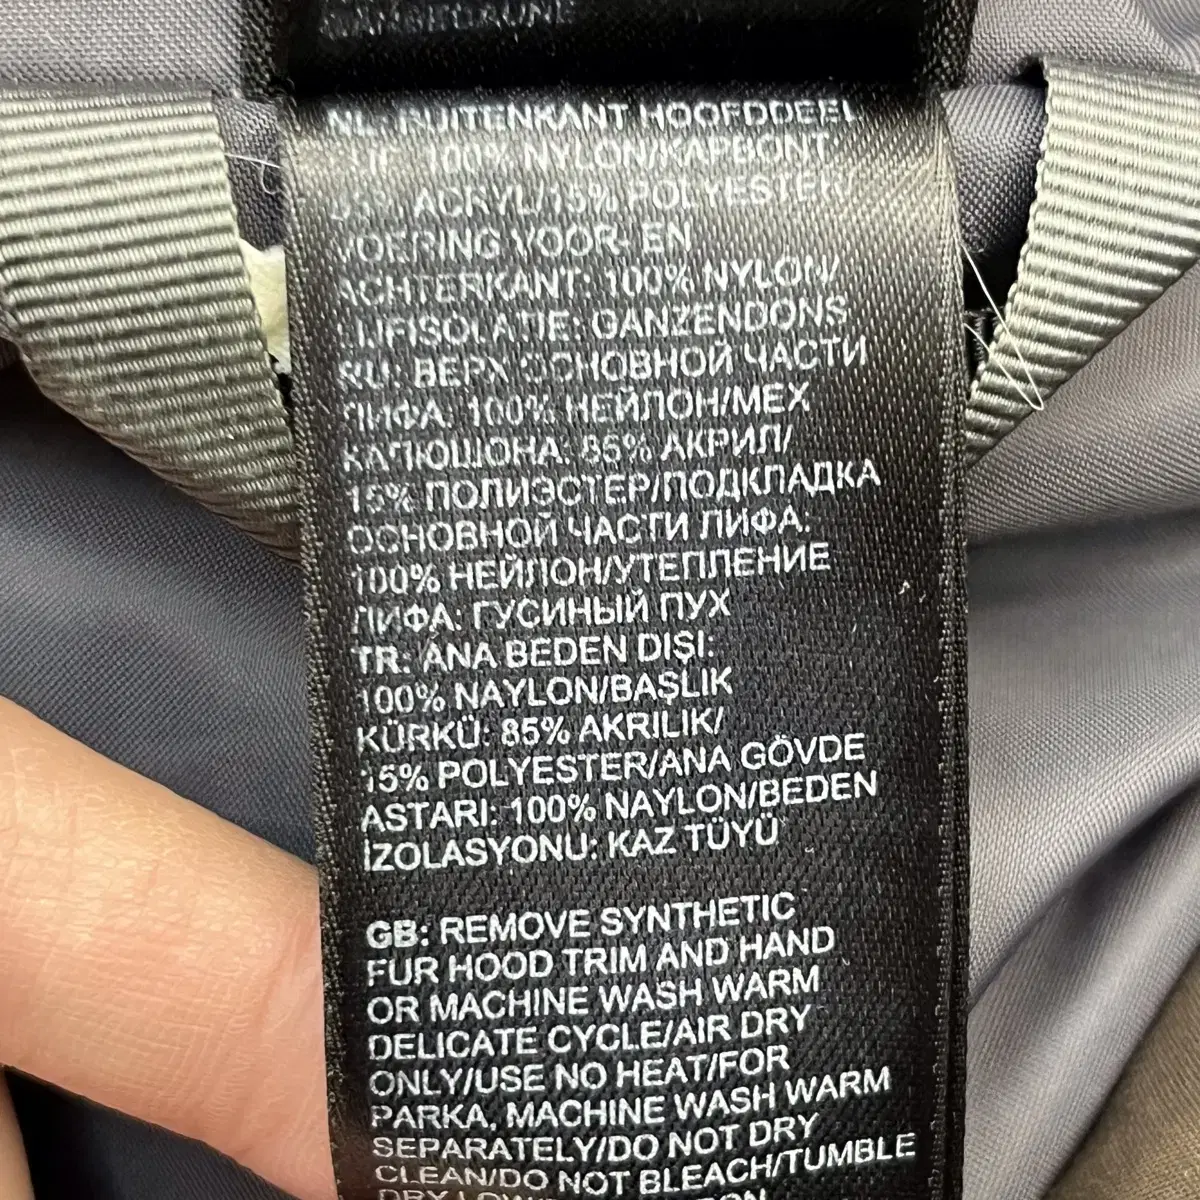 NL: BUITENKANT HOOFDDEEL
LIJF: 100% NYLON/KAPBONT:
85% ACRYL/15% POLYESTER/
VOERING VOOR- EN
ACHTERKANT: 100% NYLON/
LIJFISOLATIE: GANZENDONS
RU: ВЕРХ ОСНОВНОЙ ЧАСТИ
ЛИФА: 100% НЕЙЛОН/МЕХ
КАПЮШОНА: 85% АКРИЛ/
15% ПОЛИЭСТЕР/ПОДКЛАДКА
ОСНОВНОЙ ЧАСТИ ЛИФА:
100% НЕЙЛОН/УТЕПЛЕНИЕ
ЛИФА: ГУСИНЫЙ ПУХ
TR: ANA BEDEN DIŞI:
100% NAYLON/BAŞLIK
KÜRKÜ: 85% AKRILIK/
15% POLYESTER/ANA GÖVDE
ASTARI: 100% NAYLON/BEDEN
İZOLASYONU: KAZ TÜYÜ
GB: REMOVE SYNTHETIC
FUR HOOD TRIM AND HAND
OR MACHINE WASH WARM
DELICATE CYCLE/AIR DRY
ONLY/USE NO HEAT/FOR
PARKA, MACHINE WASH WARM
SEPARATELY/DO NOT DRY
CLEAN/DO NOT BLEACH/TUMBLE
DRY LOW